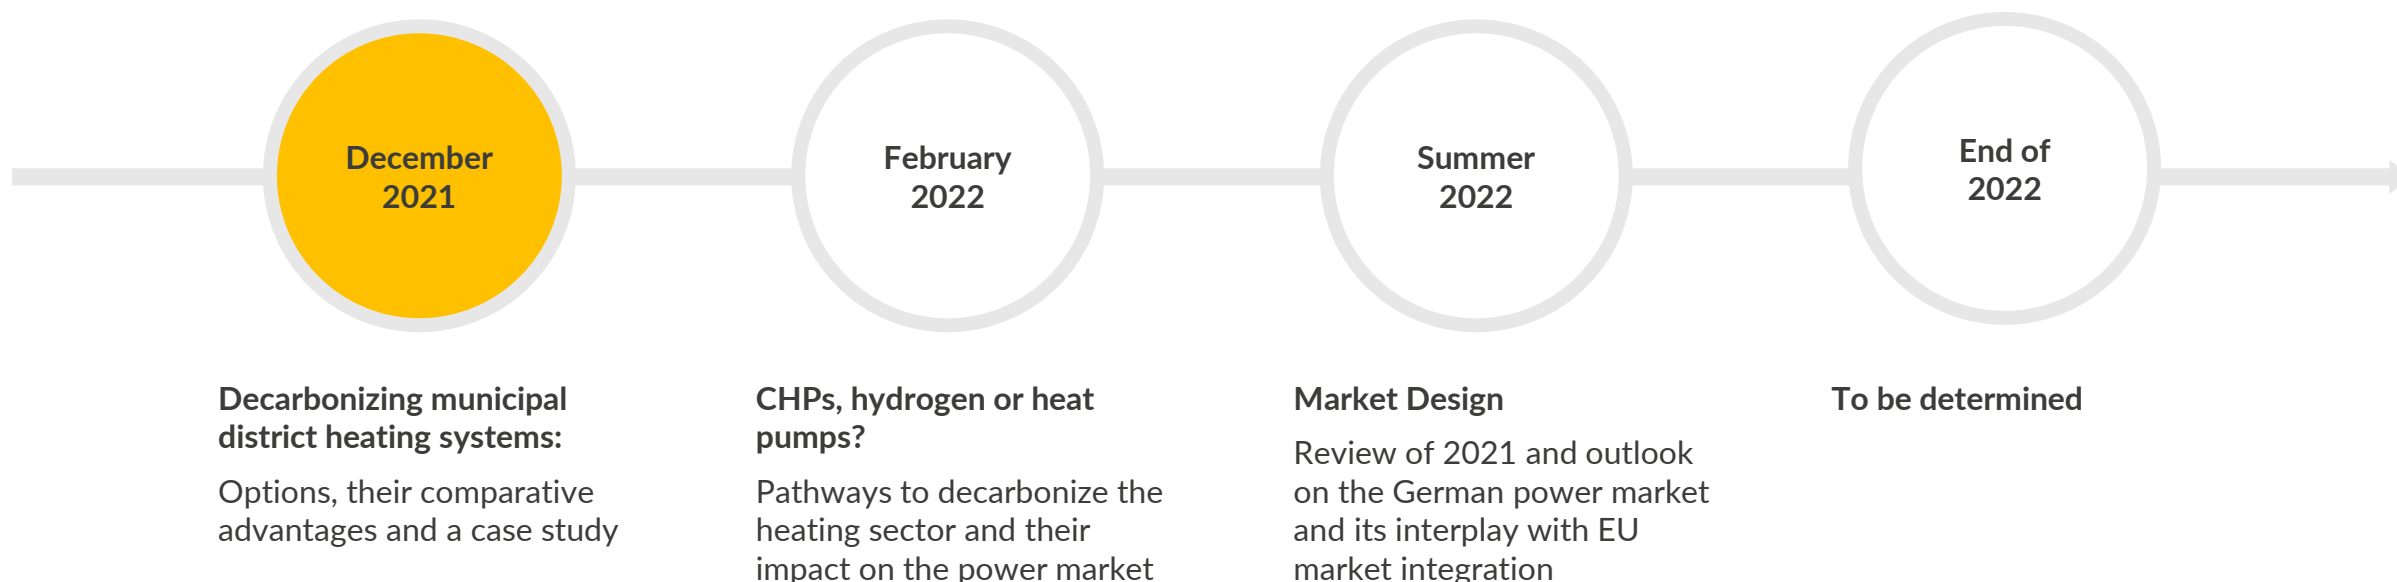 December
2021
February
2022
Summer
2022
End of
2022
Decarbonizing municipal
district heating systems:
Options, their comparative
advantages and a case study
CHPs, hydrogen or heat
pumps?
Pathways to decarbonize the
heating sector and their
impact on the power market
Market Design
Review of 2021 and outlook
on the German power market
and its interplay with EU
market integration
To be determined